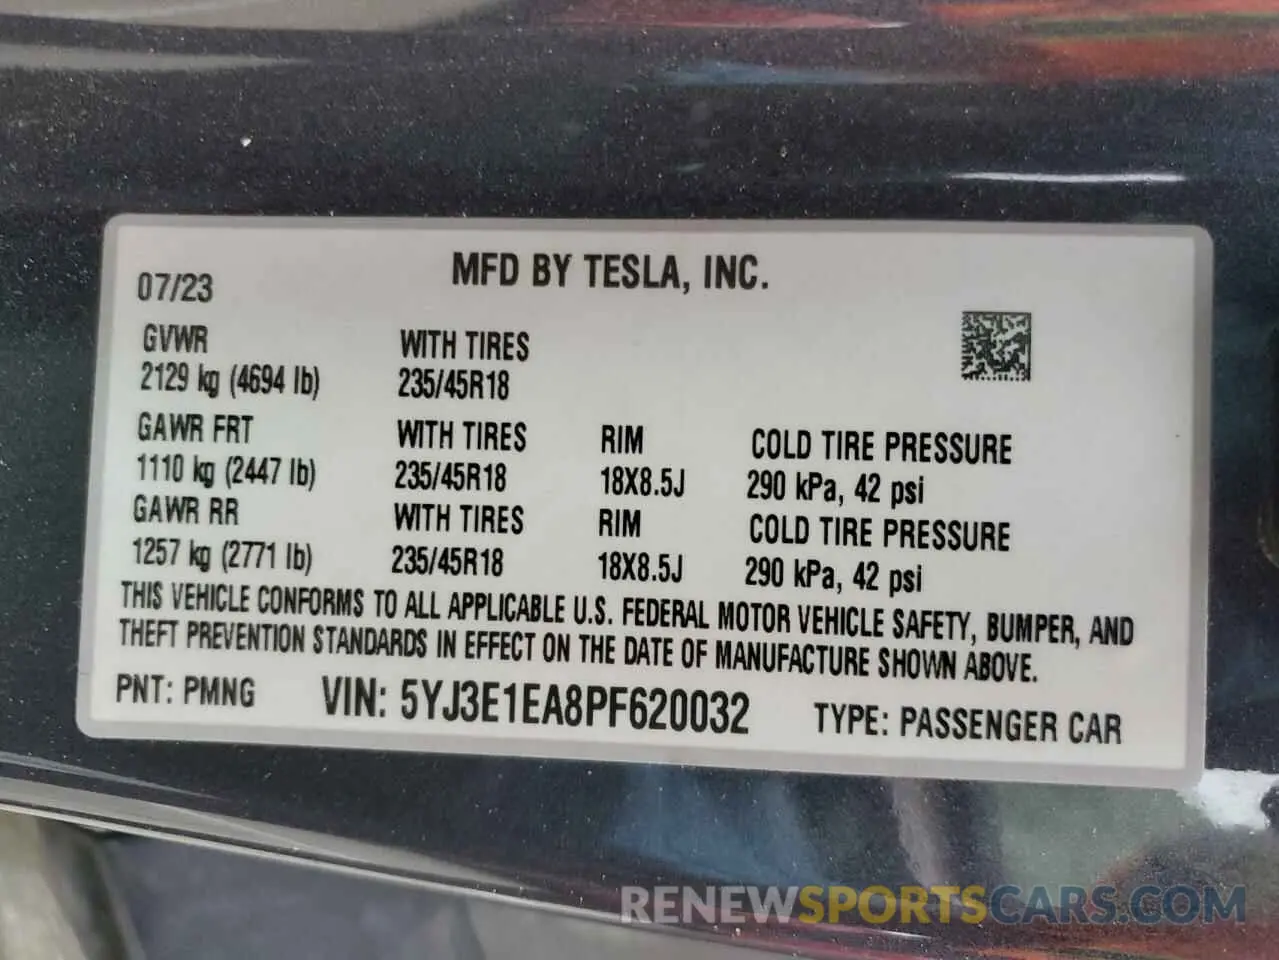 MFD BY TESLA, INC.
07/23
GVWR WITH TIRES
2129 kg (4694 lb) 235/45R18
GAWR FRT WITH TIRES RIM COLD TIRE PRESSURE
1110 kg (2447 lb) 235/45R18 18X8.5J 290 kPa, 42 psi
GAWR RR WITH TIRES RIM COLD TIRE PRESSURE
1257 kg (2771 lb) 235/45R18 18X8.5J 290 kPa, 42 psi
THIS VEHICLE CONFORMS TO ALL APPLICABLE U.S. FEDERAL MOTOR VEHICLE SAFETY, BUMPER, AND
THEFT PREVENTION STANDARDS IN EFFECT ON THE DATE OF MANUFACTURE SHOWN ABOVE.
PNT: PMNG VIN: 5YJ3E1EA8PF620032 TYPE: PASSENGER CAR
RENEWSPORTSCARS.COM